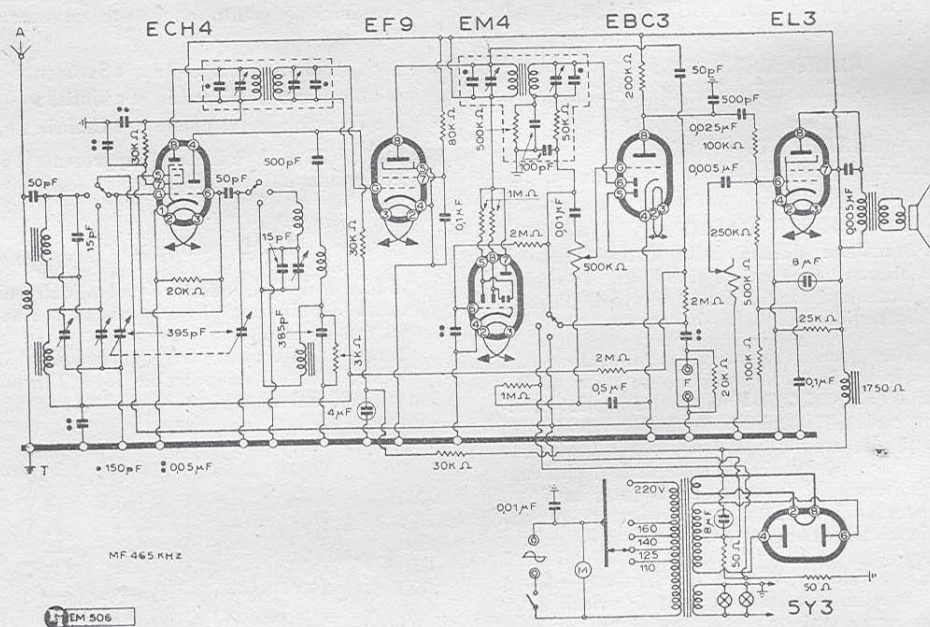 ECH4 EF9 EM4 EBC3 EL3
A
50pF
200KΩ
500pF
30KΩ
500pF
80KΩ
500KΩ
50KΩ
100pF
0,025µF
100KΩ
0,005µF
50pF
50pF
15pF
15pF
30KΩ
0,1µF
1MΩ
2MΩ
0,01µF
500KΩ
250KΩ
500KΩ
0,005µF
8µF
20KΩ
395pF
385pF
3KΩ
2MΩ
25KΩ
2MΩ
1MΩ
0,5µF
F
20KΩ
100KΩ
0,1µF
1750Ω
4µF
T
150pF
0,05µF
30KΩ
0,01µF
220V
160
140
125
110
M
8µF
50Ω
50Ω
5Y3
MF 465 KHZ
EM 506